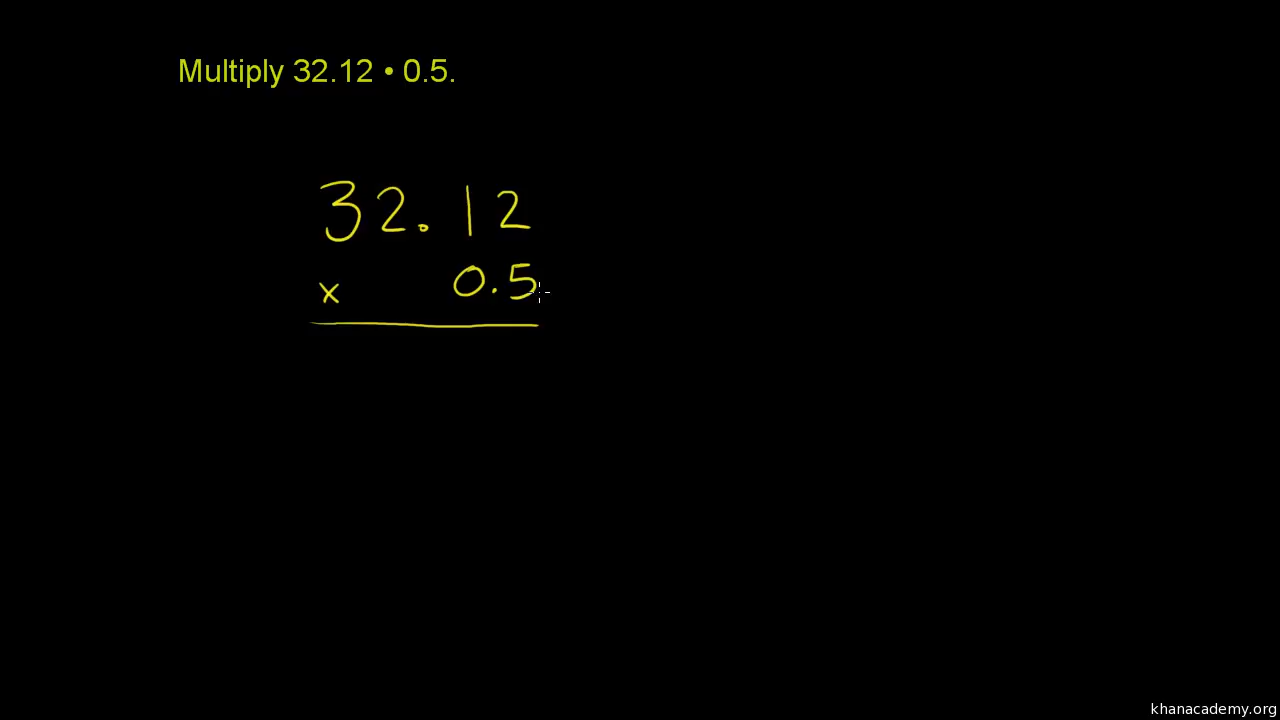 Multiply 32.12 • 0.5.
32.12
x 0.5
khanacademy.org